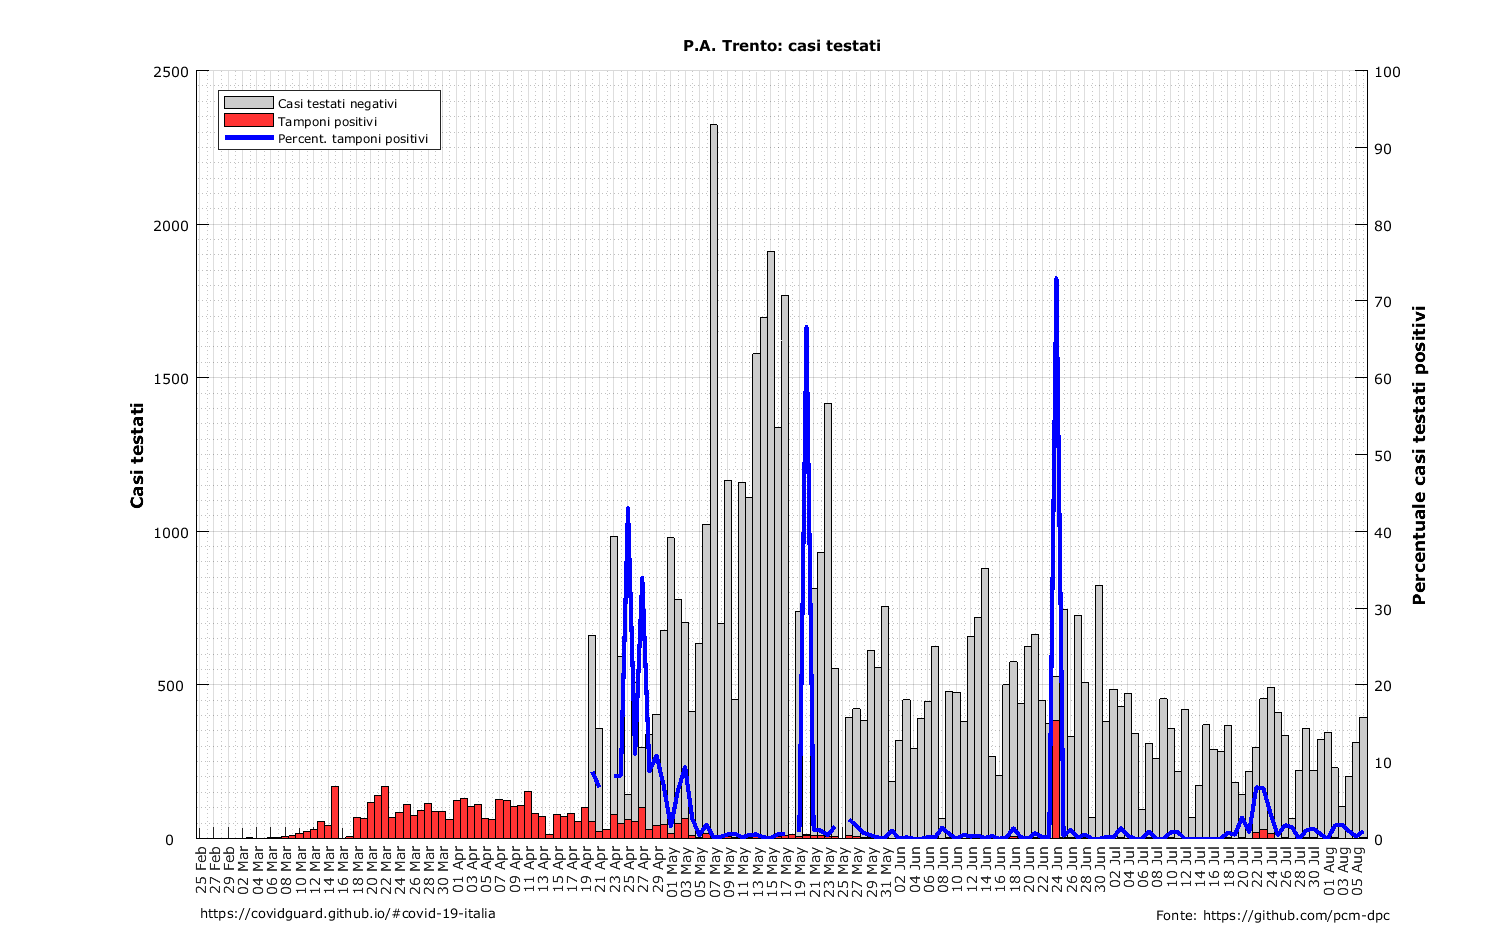 P.A. Trento: casi testati
2500
2000
1500
1000
500
0
Casi testati
Casi testati negativi
Tamponi positivi
Percent. tamponi positivi
100
90
80
70
60
50
40
30
20
10
0
Percentuale casi testati positivi
25 Feb
27 Feb
29 Feb
02 Mar
04 Mar
06 Mar
08 Mar
10 Mar
12 Mar
14 Mar
16 Mar
18 Mar
20 Mar
22 Mar
24 Mar
26 Mar
28 Mar
30 Mar
01 Apr
03 Apr
05 Apr
07 Apr
09 Apr
11 Apr
13 Apr
15 Apr
17 Apr
19 Apr
21 Apr
23 Apr
25 Apr
27 Apr
29 Apr
01 May
03 May
05 May
07 May
09 May
11 May
13 May
15 May
17 May
19 May
21 May
23 May
25 May
27 May
29 May
31 May
02 Jun
04 Jun
06 Jun
08 Jun
10 Jun
12 Jun
14 Jun
16 Jun
18 Jun
20 Jun
22 Jun
24 Jun
26 Jun
28 Jun
30 Jun
02 Jul
04 Jul
06 Jul
08 Jul
10 Jul
12 Jul
14 Jul
16 Jul
18 Jul
20 Jul
22 Jul
24 Jul
26 Jul
28 Jul
30 Jul
01 Aug
03 Aug
05 Aug
https://covidguard.github.io/#covid-19-italia
Fonte: https://github.com/pcm-dpc